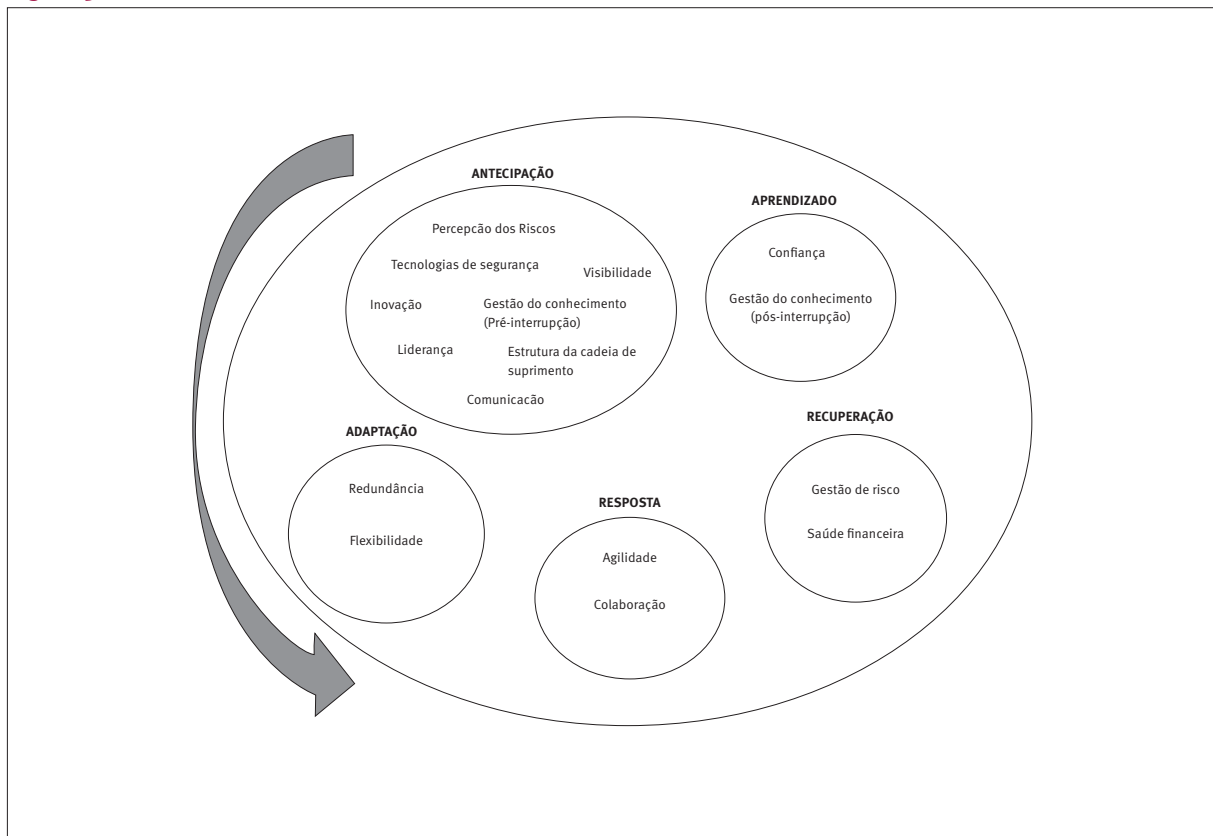 ANTECIPAÇÃO
Percepcão dos Riscos
Tecnologias de segurança
Visibilidade
Inovação
Gestão do conhecimento
(Pré-interrupção)
Liderança
Estrutura da cadeia de
suprimento
Comunicacão
APRENDIZADO
Confiança
Gestão do conhecimento
(pós-interrupção)
ADAPTAÇÃO
Redundância
Flexibilidade
RESPOSTA
Agilidade
Colaboração
RECUPERAÇÃO
Gestão de risco
Saúde financeira